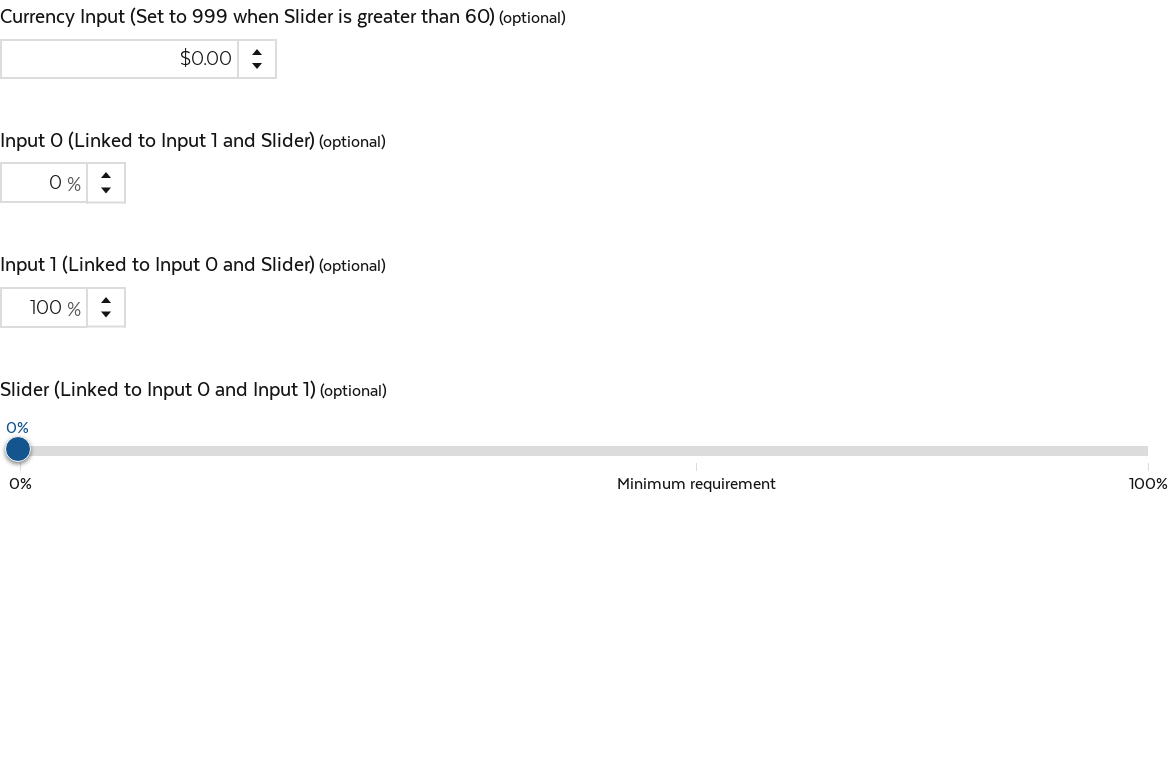 Currency Input (Set to 999 when Slider is greater than 60) (optional)
$0.00
Input 0 (Linked to Input 1 and Slider) (optional)
0 %
Input 1 (Linked to Input 0 and Slider) (optional)
100 %
Slider (Linked to Input 0 and Input 1) (optional)
0%
0% Minimum requirement 100%